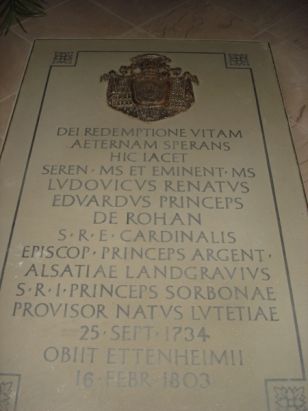 DEI REDEMPTIONE VITAM
AETERNAM SPERANS
HIC IACET
SEREN · MS ET EMINENT · MS
LVDOVICVS RENATVS
EDVARDVS PRINCEPS
DE ROHAN
S · R · E · CARDINALIS
EPISCOP · PRINCEPS ARGENT ·
ALSATIAE LANDGRAVIVS
S · R · I · PRINCEPS SORBONAE
PROVISOR NATVS LVTETIAE
25 · SEPT · 1734
OBIIT ETTENHEIMII
16 · FEBR · 1803